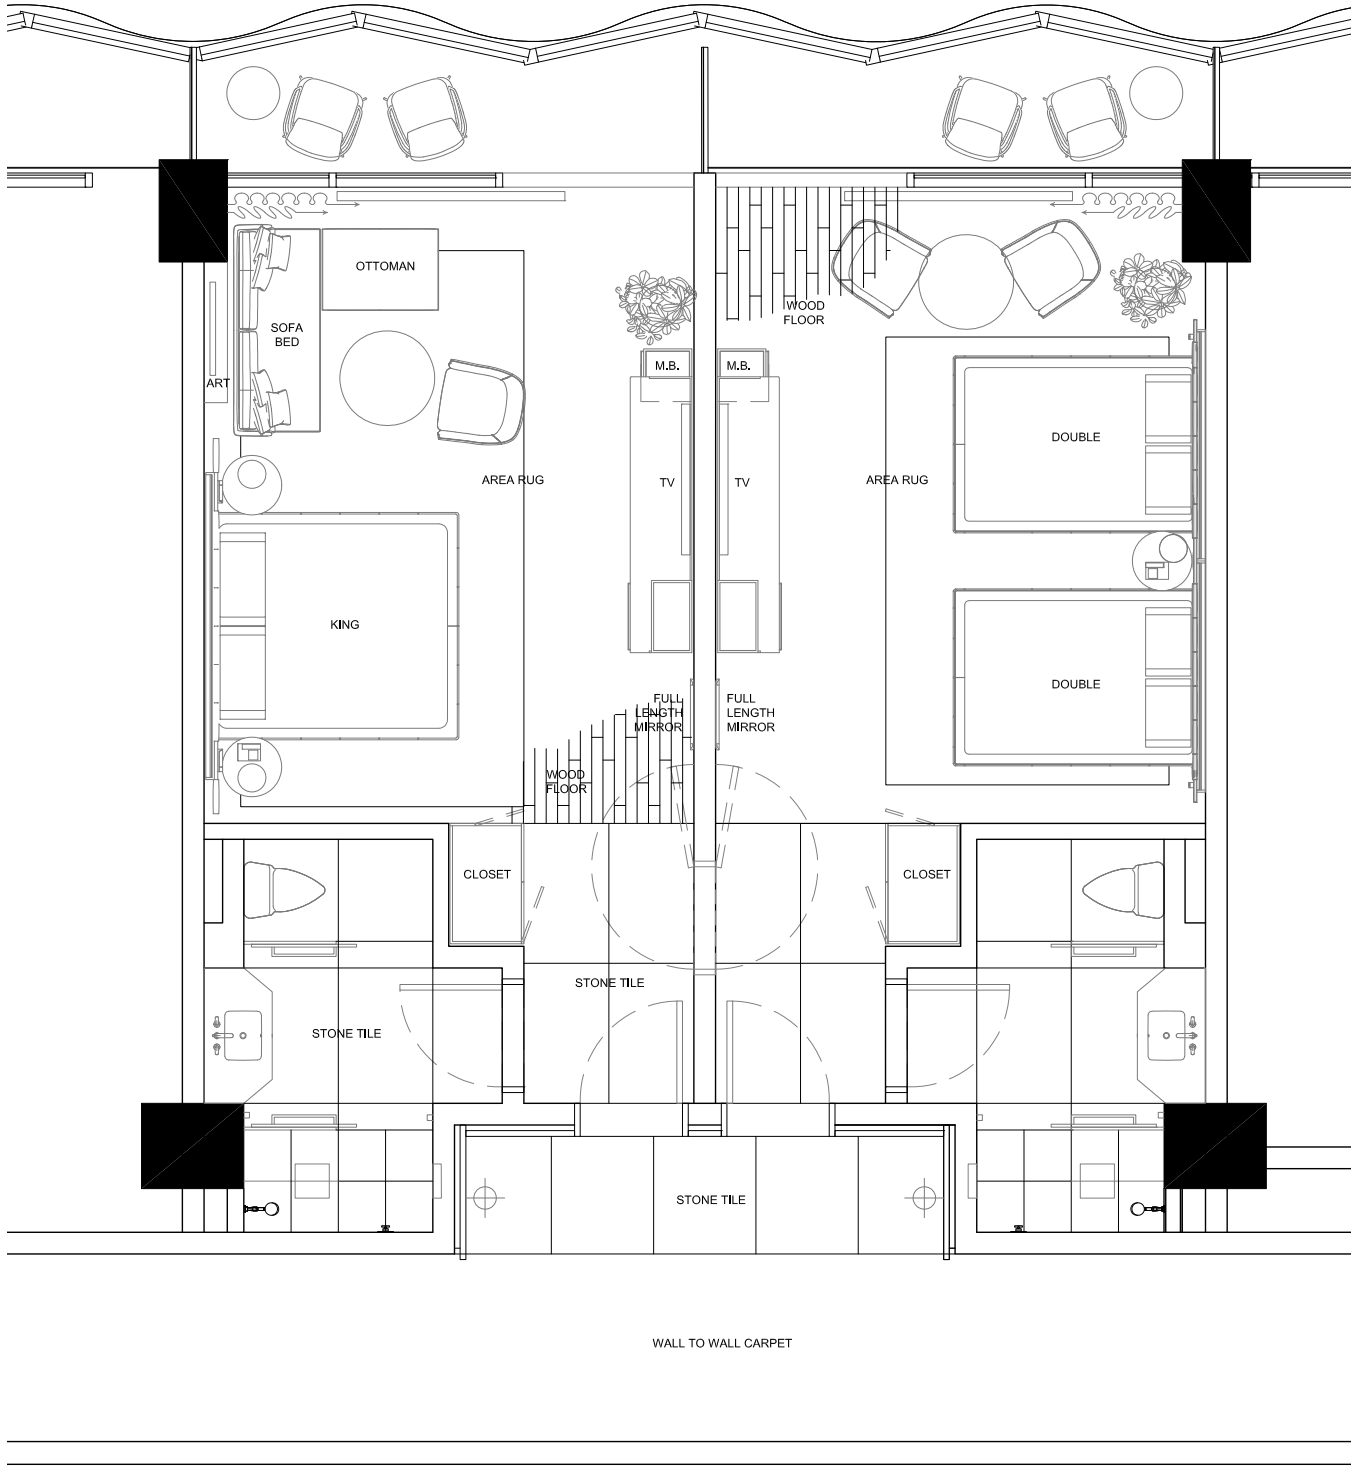 OTTOMAN
WOOD
FLOOR
SOFA
BED
M.B.
M.B.
ART
DOUBLE
AREA RUG
TV
TV
AREA RUG
KING
DOUBLE
FULL
LENGTH
MIRROR
FULL
LENGTH
MIRROR
WOOD
FLOOR
CLOSET
CLOSET
STONE TILE
STONE TILE
STONE TILE
WALL TO WALL CARPET